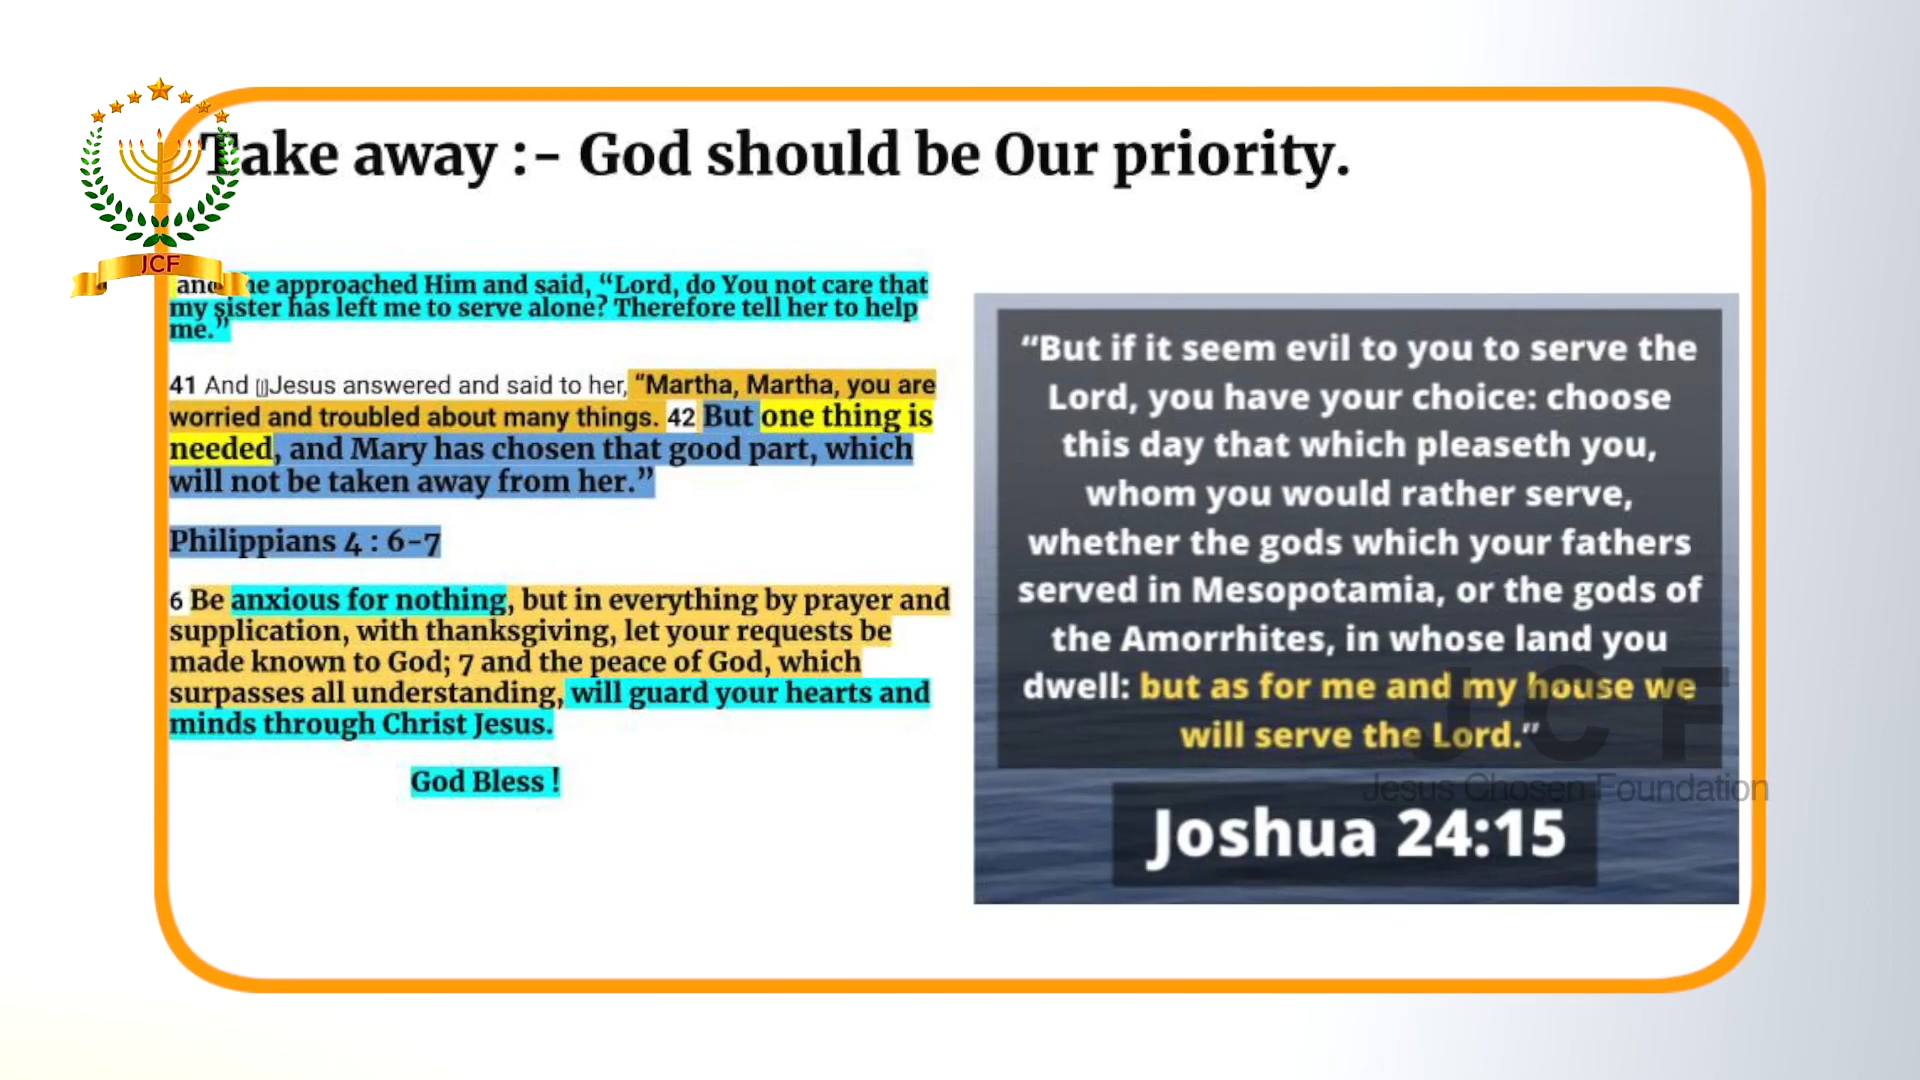 Take away :- God should be Our priority.
JCF
and he approached Him and said, “Lord, do You not care that
my sister has left me to serve alone? Therefore tell her to help
me.”
41 And Jesus answered and said to her, “Martha, Martha, you are
worried and troubled about many things. 42 But one thing is
needed, and Mary has chosen that good part, which
will not be taken away from her.”
Philippians 4 : 6-7
6 Be anxious for nothing, but in everything by prayer and
supplication, with thanksgiving, let your requests be
made known to God; 7 and the peace of God, which
surpasses all understanding, will guard your hearts and
minds through Christ Jesus.
God Bless !
“But if it seem evil to you to serve the
Lord, you have your choice: choose
this day that which pleaseth you,
whom you would rather serve,
whether the gods which your fathers
served in Mesopotamia, or the gods of
the Amorrhites, in whose land you
dwell: but as for me and my house we
will serve the Lord.”
JCF
Jesus Chosen Foundation
Joshua 24:15